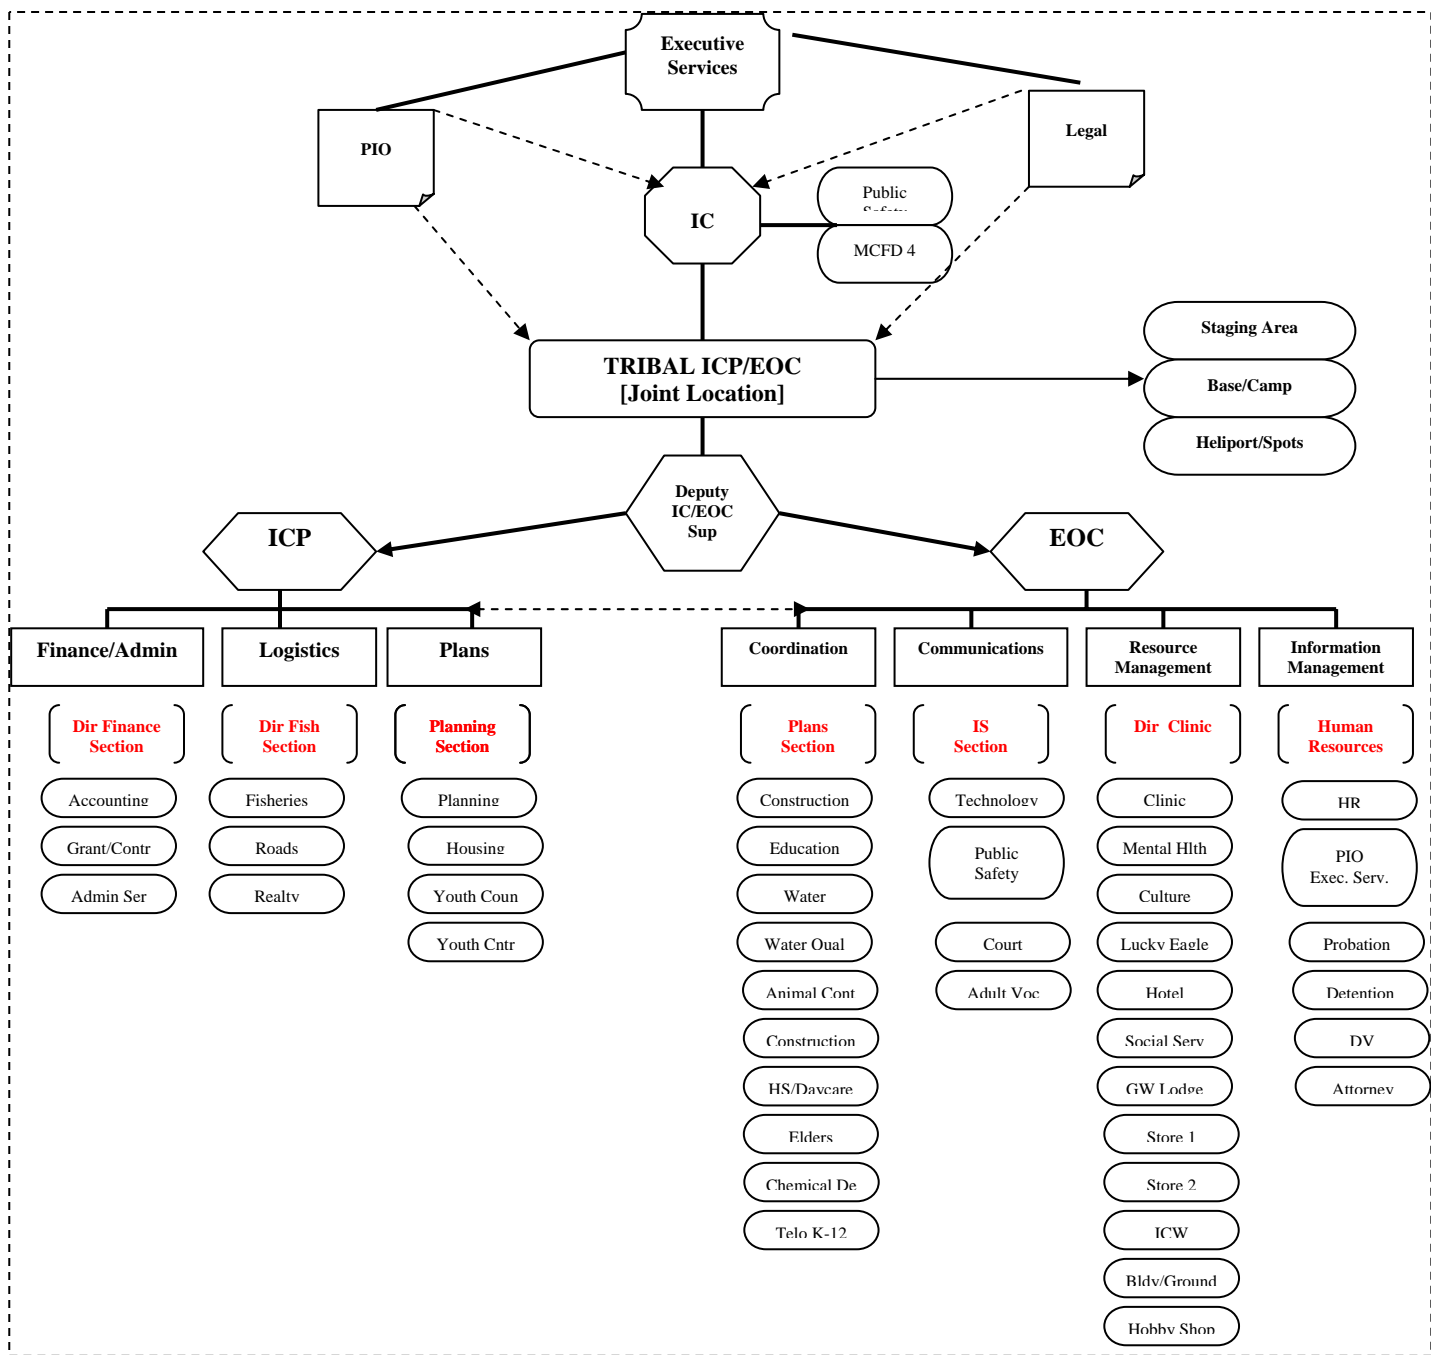 Executive
Services
PIO
Legal
IC
Public
Safety
MCFD 4
TRIBAL ICP/EOC
[Joint Location]
Staging Area
Base/Camp
Heliport/Spots
Deputy
IC/EOC
Sup
ICP
EOC
Finance/Admin
Logistics
Plans
Coordination
Communications
Resource
Management
Information
Management
Dir Finance
Section
Dir Fish
Section
Planning
Section
Plans
Section
IS
Section
Dir Clinic
Human
Resources
Accounting
Grant/Contr
Admin Ser
Fisheries
Roads
Realty
Planning
Housing
Youth Coun
Youth Cntr
Construction
Education
Water
Water Qual
Animal Cont
Construction
HS/Daycare
Elders
Chemical De
Telo K-12
Technology
Public
Safety
Court
Adult Voc
Clinic
Mental Hlth
Culture
Lucky Eagle
Hotel
Social Serv
GW Lodge
Store 1
Store 2
ICW
Bldy/Ground
Hobby Shop
HR
PIO
Exec. Serv.
Probation
Detention
DV
Attorney